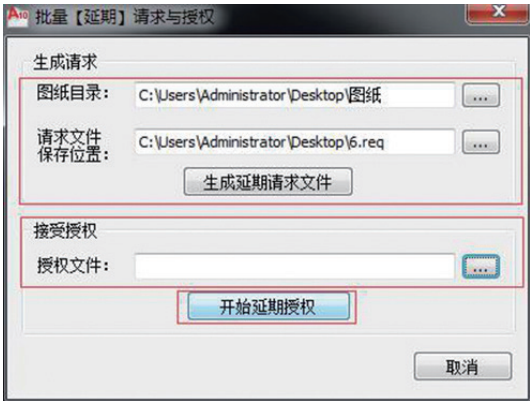 A10 批量【延期】请求与授权
生成请求
图纸目录： C:\Users\Administrator\Desktop\图纸 ...
请求文件
保存位置： C:\Users\Administrator\Desktop\6.req ...
生成延期请求文件
接受授权
授权文件： ...
开始延期授权
取消